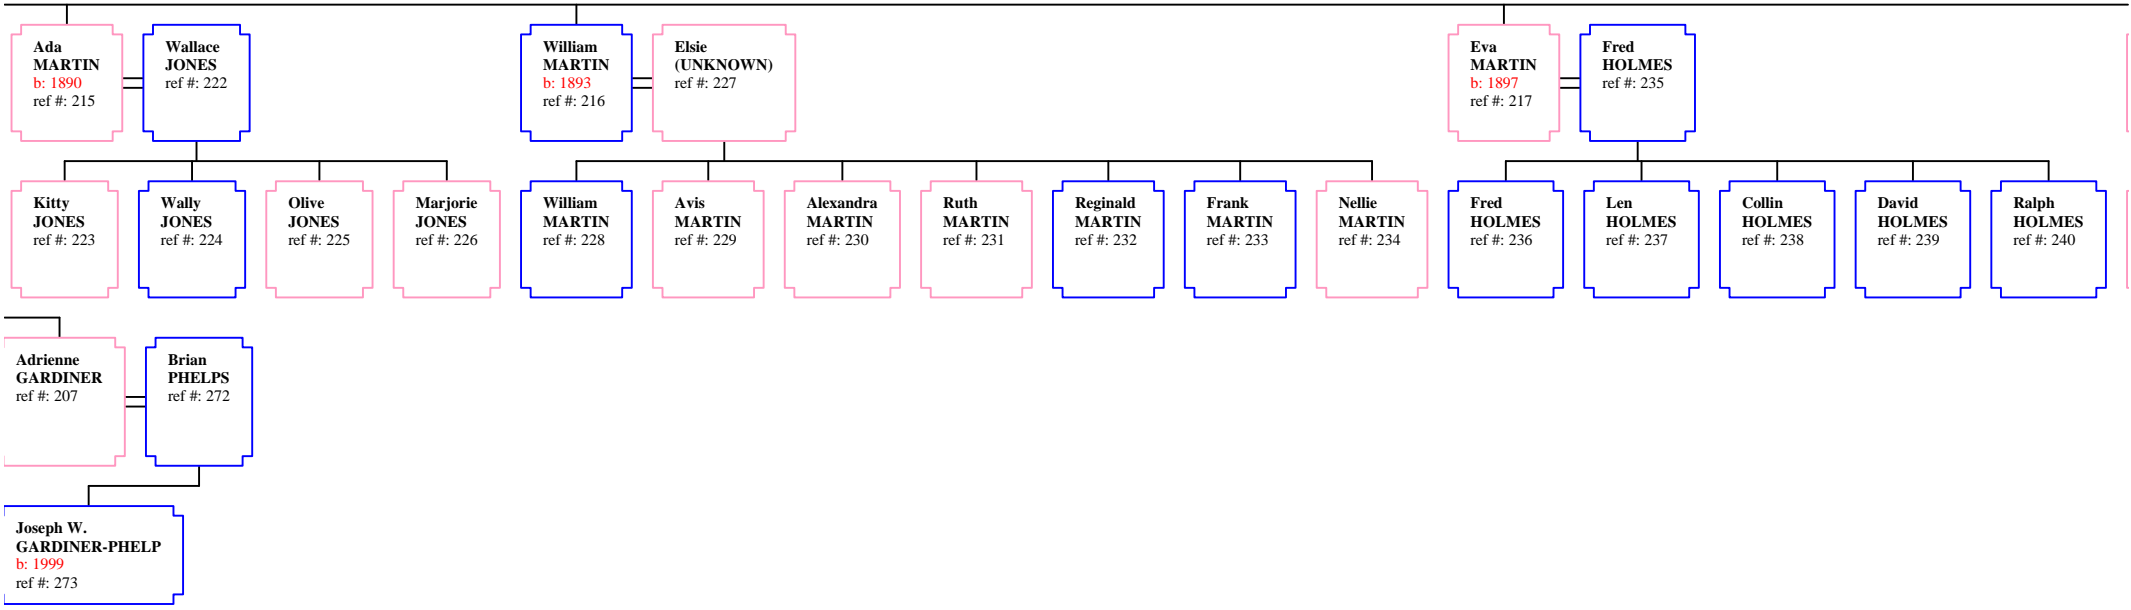 Ada
MARTIN
b: 1890
ref #: 215
Wallace
JONES
ref #: 222
William
MARTIN
b: 1893
ref #: 216
Elsie
(UNKNOWN)
ref #: 227
Eva
MARTIN
b: 1897
ref #: 217
Fred
HOLMES
ref #: 235
Kitty
JONES
ref #: 223
Wally
JONES
ref #: 224
Olive
JONES
ref #: 225
Marjorie
JONES
ref #: 226
William
MARTIN
ref #: 228
Avis
MARTIN
ref #: 229
Alexandra
MARTIN
ref #: 230
Ruth
MARTIN
ref #: 231
Reginald
MARTIN
ref #: 232
Frank
MARTIN
ref #: 233
Nellie
MARTIN
ref #: 234
Fred
HOLMES
ref #: 236
Len
HOLMES
ref #: 237
Collin
HOLMES
ref #: 238
David
HOLMES
ref #: 239
Ralph
HOLMES
ref #: 240
Adrienne
GARDINER
ref #: 207
Brian
PHELPS
ref #: 272
Joseph W.
GARDINER-PHELP
b: 1999
ref #: 273